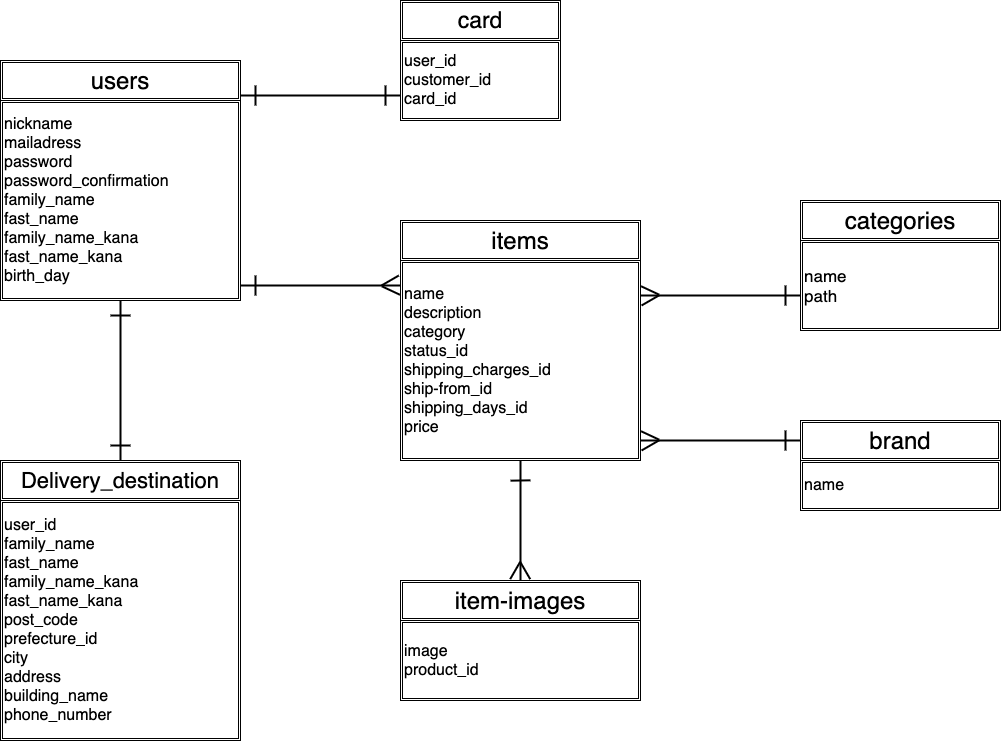 card
user_id
customer_id
card_id
users
nickname
mailadress
password
password_confirmation
family_name
fast_name
family_name_kana
fast_name_kana
birth_day
items
name
description
category
status_id
shipping_charges_id
ship-from_id
shipping_days_id
price
categories
name
path
brand
name
Delivery_destination
user_id
family_name
fast_name
family_name_kana
fast_name_kana
post_code
prefecture_id
city
address
building_name
phone_number
item-images
image
product_id